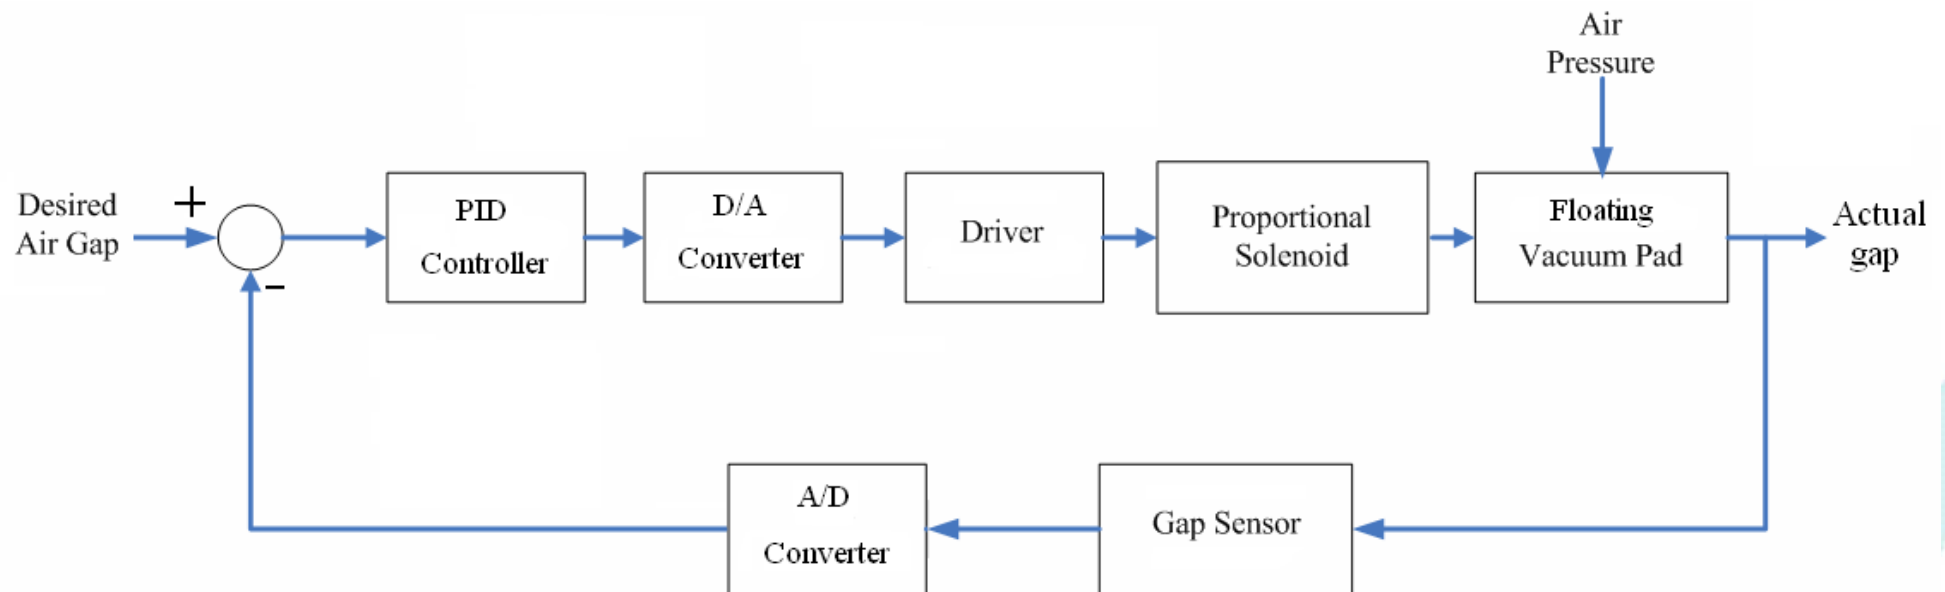 Air
Pressure
Desired
Air Gap
+
-
PID
Controller
D/A
Converter
Driver
Proportional
Solenoid
Floating
Vacuum Pad
Actual
gap
A/D
Converter
Gap Sensor